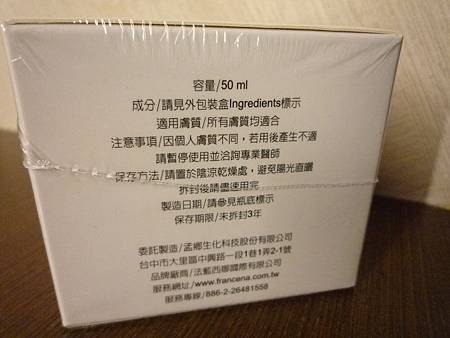 容量/50 ml
成分/請見外包裝盒Ingredients標示
適用膚質/所有膚質均適合
注意事項/因個人膚質不同，若用後產生不適
請暫停使用並洽詢專業醫師
保存方法/請置於陰涼乾燥處，避免陽光直曬
拆封後請儘速用完
製造日期/請參見瓶底標示
保存期限/未拆封3年
委託製造/孟鄉生化科技股份有限公司
台中市大里區中興路一段1巷1弄2-1號
品牌廠商/法藍西娜國際有限公司
服務網址/www.francena.com.tw
服務專線/886-2-26481558